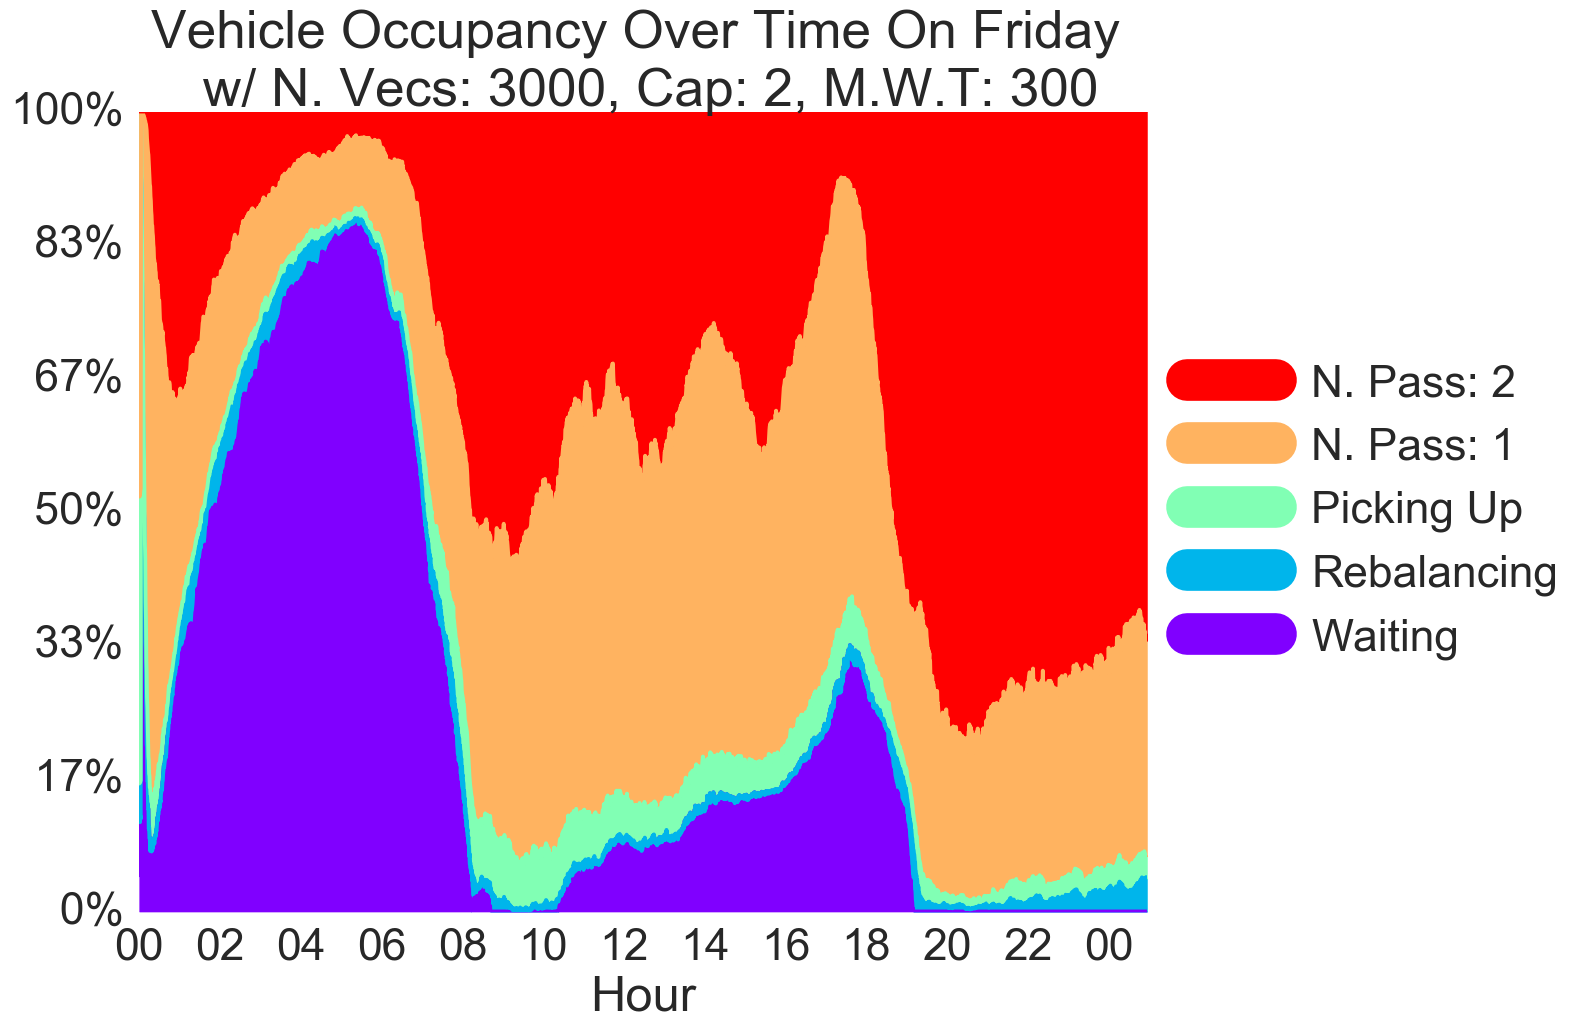 Vehicle Occupancy Over Time On Friday
w/ N. Vecs: 3000, Cap: 2, M.W.T: 300
100%
83%
67%
50%
33%
17%
0%
00 02 04 06 08 10 12 14 16 18 20 22 00
Hour
N. Pass: 2
N. Pass: 1
Picking Up
Rebalancing
Waiting